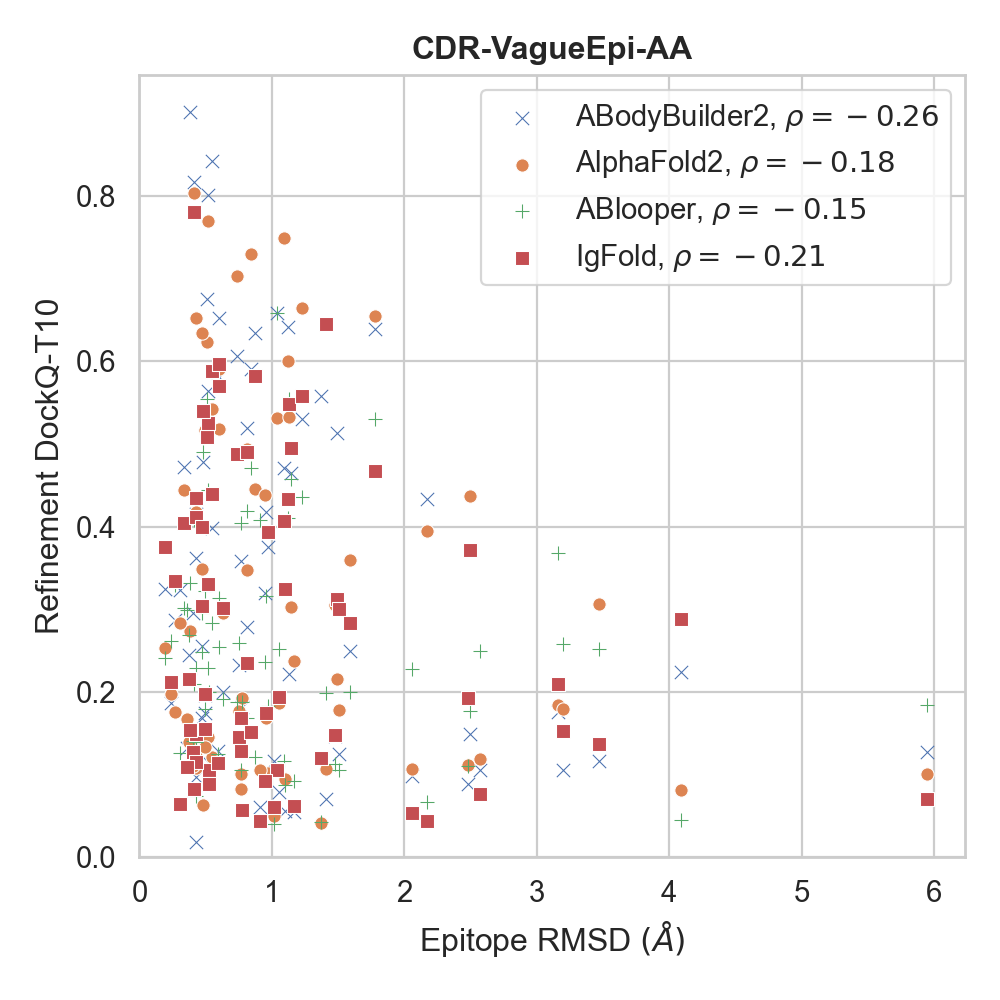 CDR-VagueEpi-AA
ABodyBuilder2, ρ = −0.26
AlphaFold2, ρ = −0.18
ABlooper, ρ = −0.15
IgFold, ρ = −0.21
Refinement DockQ-T10
0.8
0.6
0.4
0.2
0.0
0 1 2 3 4 5 6
Epitope RMSD (Å)